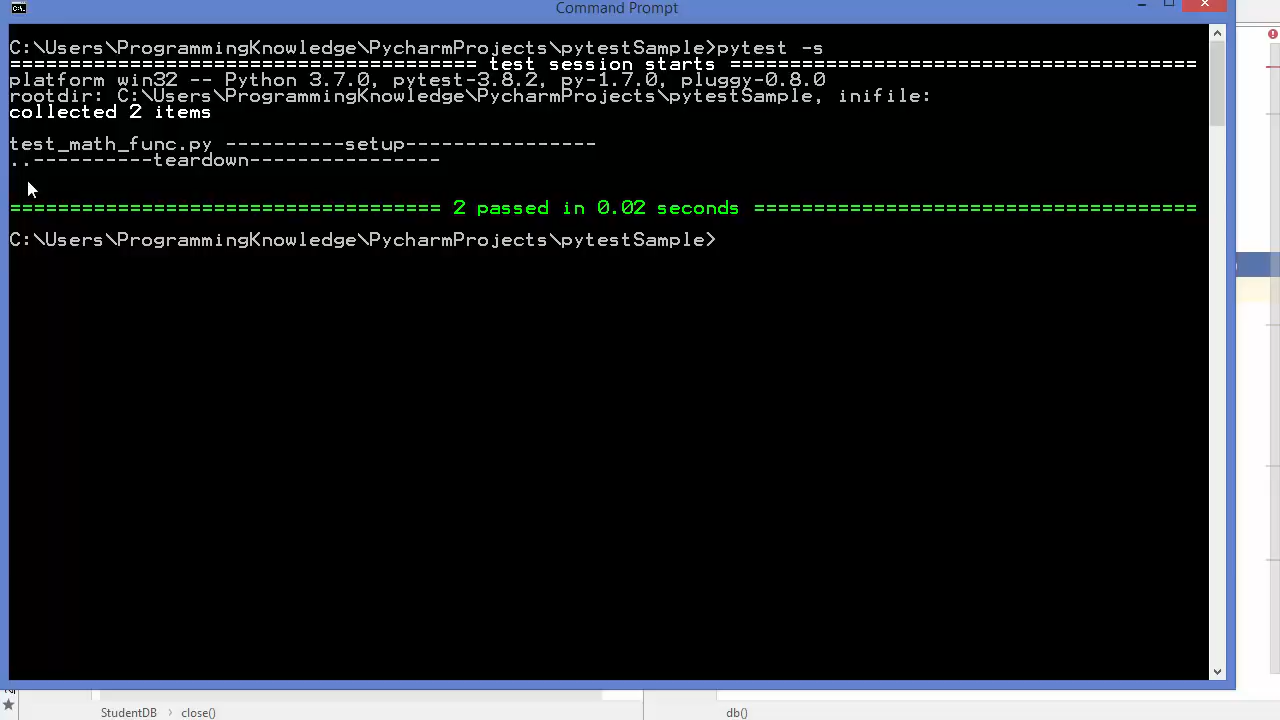 Command Prompt
C:\Users\ProgrammingKnowledge\PycharmProjects\pytestSample>pytest -s
======================================= test session starts =======================================
platform win32 -- Python 3.7.0, pytest-3.8.2, py-1.7.0, pluggy-0.8.0
rootdir: C:\Users\ProgrammingKnowledge\PycharmProjects\pytestSample, inifile:
collected 2 items
test_math_func.py ----------setup----------------
..----------teardown----------------
==================================== 2 passed in 0.02 seconds =====================================
C:\Users\ProgrammingKnowledge\PycharmProjects\pytestSample>
StudentDB > close()
db()